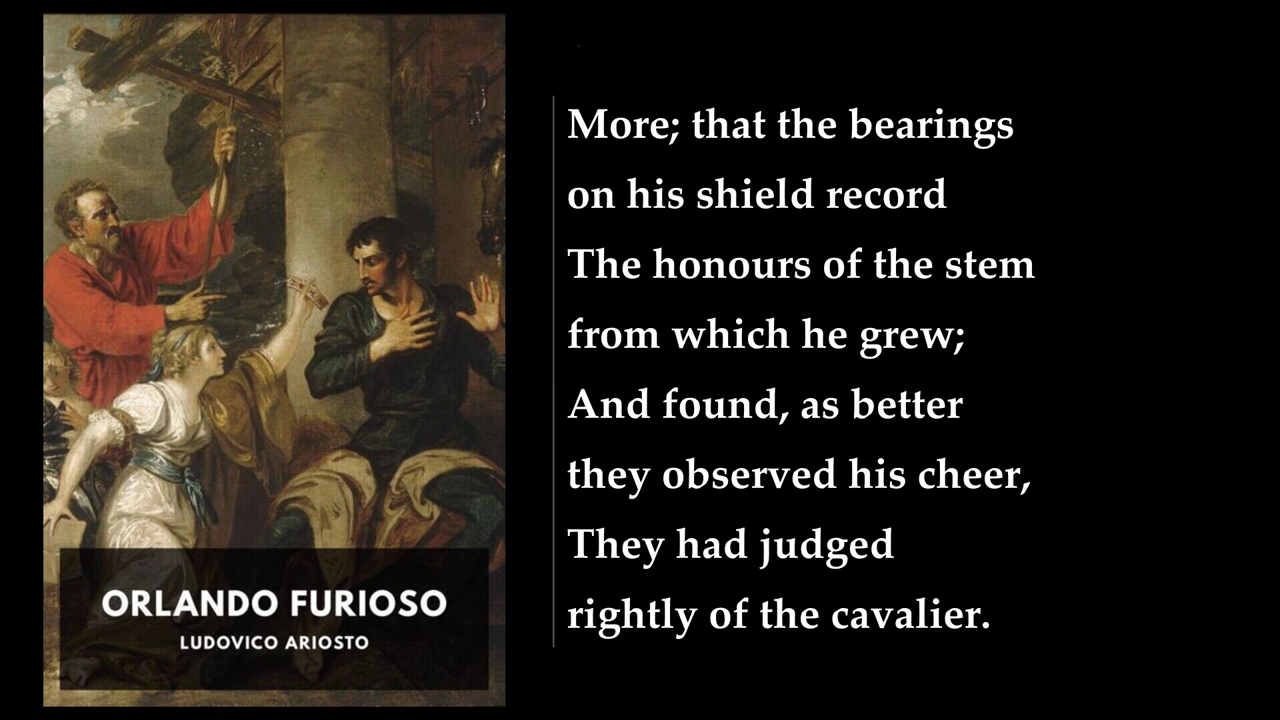 More; that the bearings
on his shield record
The honours of the stem
from which he grew;
And found, as better
they observed his cheer,
They had judged
rightly of the cavalier.
ORLANDO FURIOSO
LUDOVICO ARIOSTO